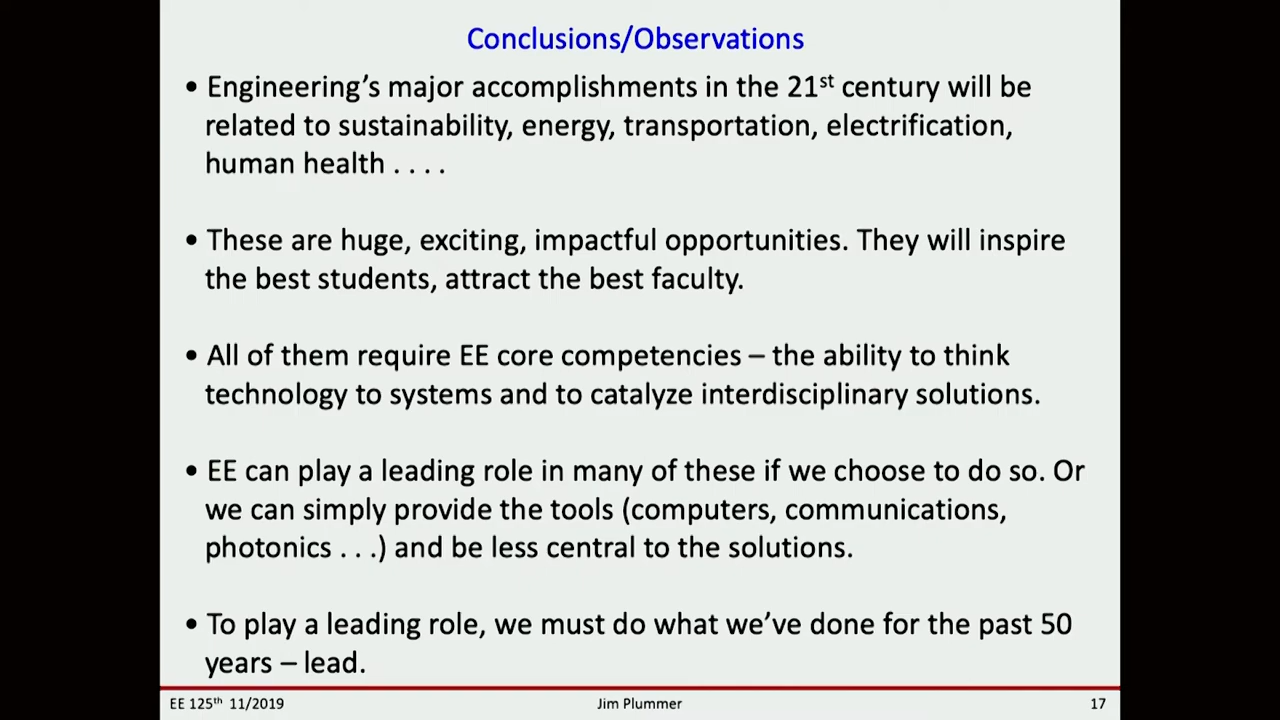 Conclusions/Observations
• Engineering’s major accomplishments in the 21st century will be
related to sustainability, energy, transportation, electrification,
human health . . . .
• These are huge, exciting, impactful opportunities. They will inspire
the best students, attract the best faculty.
• All of them require EE core competencies – the ability to think
technology to systems and to catalyze interdisciplinary solutions.
• EE can play a leading role in many of these if we choose to do so. Or
we can simply provide the tools (computers, communications,
photonics . . .) and be less central to the solutions.
• To play a leading role, we must do what we’ve done for the past 50
years – lead.
EE 125th 11/2019 Jim Plummer 17